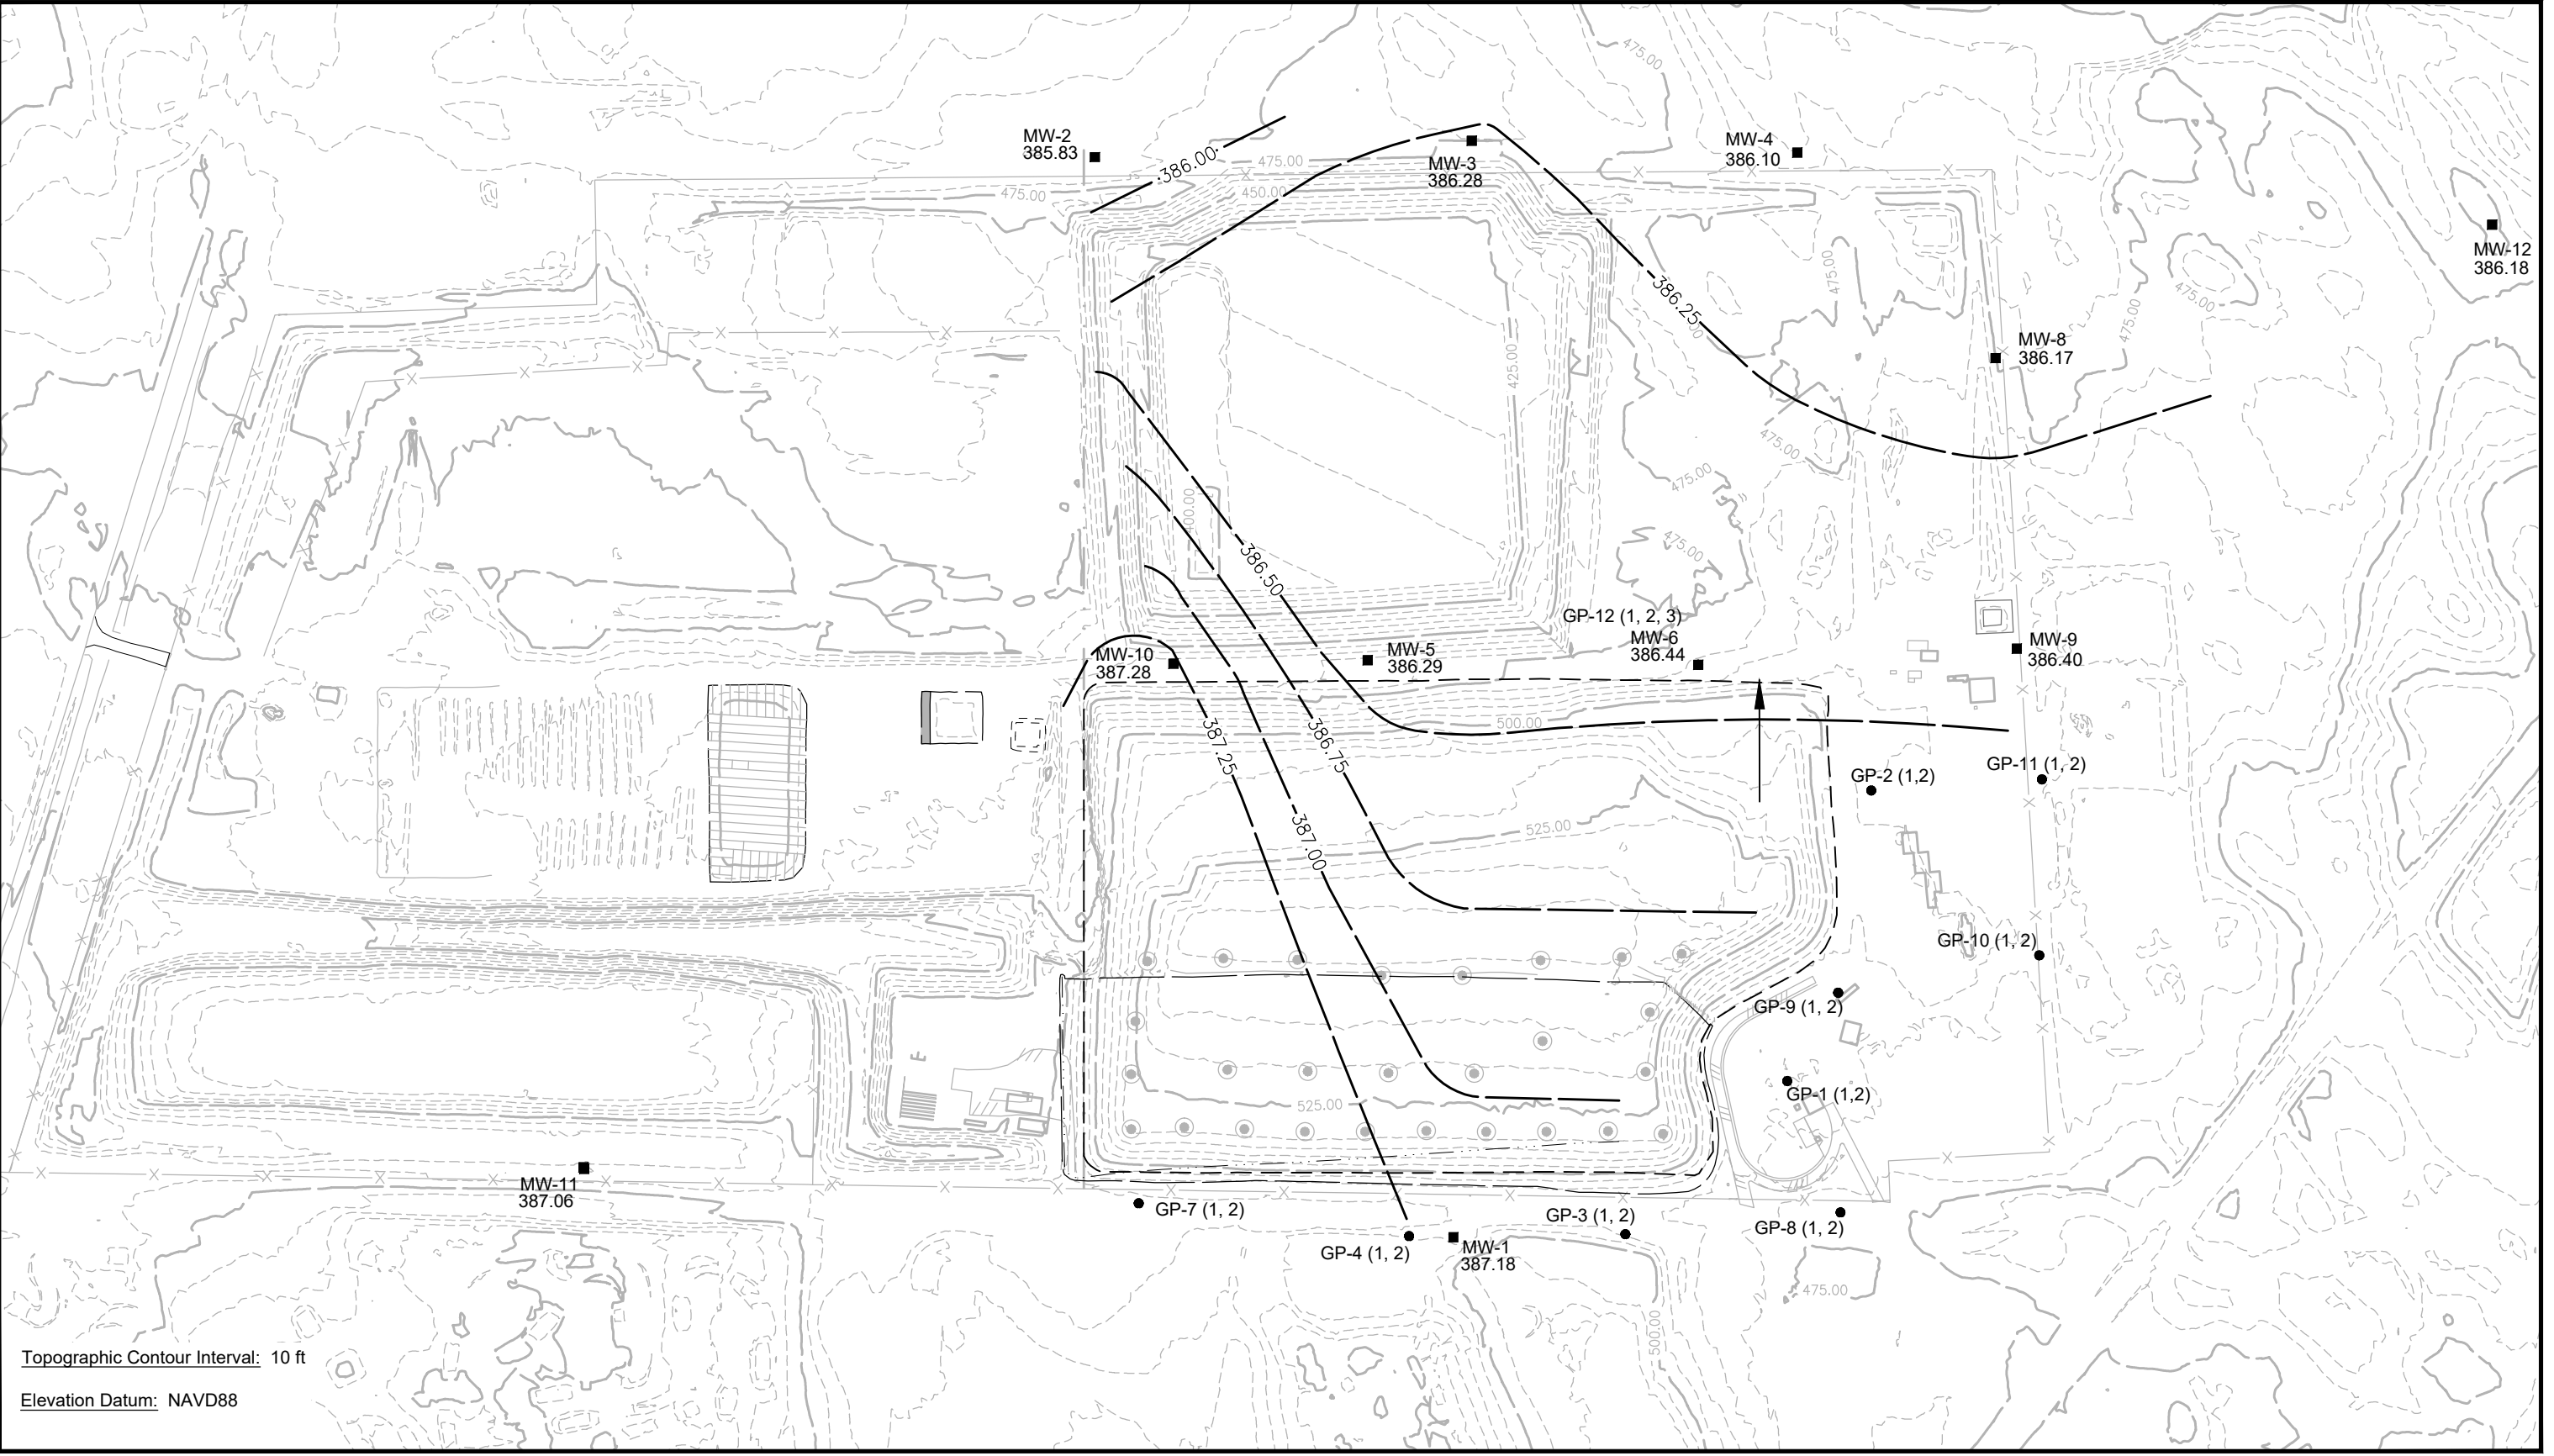 475.00
MW-2
385.83
386.00
475.00
450.00
475.00
MW-3
386.28
MW-4
386.10
MW-12
386.18
386.25
475.00
475.00
475.00
MW-8
386.17
425.00
475.00
475.00
400.00
386.50
475.00
GP-12 (1, 2, 3)
MW-6
386.44
MW-10
387.28
MW-5
386.29
MW-9
386.40
387.25
386.75
500.00
GP-2 (1,2)
GP-11 (1, 2)
387.00
525.00
GP-10 (1, 2)
GP-9 (1, 2)
GP-1 (1,2)
525.00
MW-11
387.06
GP-7 (1, 2)
GP-4 (1, 2)
MW-1
387.18
GP-3 (1, 2)
GP-8 (1, 2)
475.00
500.00
Topographic Contour Interval: 10 ft
Elevation Datum: NAVD88